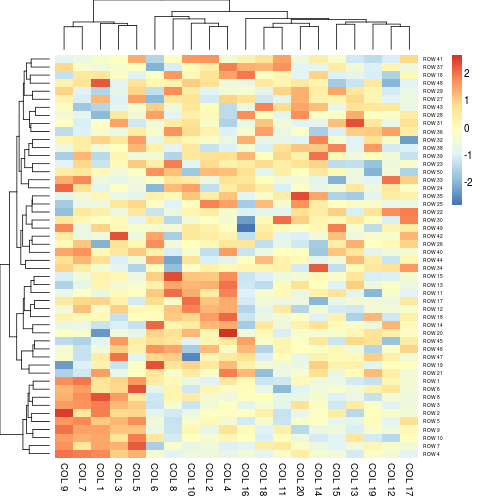 ROW 41
ROW 37
ROW 16
ROW 48
ROW 29
ROW 27
ROW 43
ROW 28
ROW 31
ROW 36
ROW 32
ROW 38
ROW 39
ROW 23
ROW 50
ROW 33
ROW 24
ROW 35
ROW 25
ROW 22
ROW 30
ROW 49
ROW 42
ROW 26
ROW 40
ROW 44
ROW 34
ROW 15
ROW 13
ROW 11
ROW 17
ROW 12
ROW 18
ROW 14
ROW 20
ROW 45
ROW 46
ROW 47
ROW 19
ROW 21
ROW 1
ROW 6
ROW 8
ROW 3
ROW 2
ROW 5
ROW 9
ROW 10
ROW 7
ROW 4
2
1
0
-1
-2
COL 9
COL 7
COL 1
COL 3
COL 5
COL 6
COL 8
COL 10
COL 2
COL 4
COL 16
COL 18
COL 11
COL 20
COL 14
COL 15
COL 13
COL 19
COL 12
COL 17